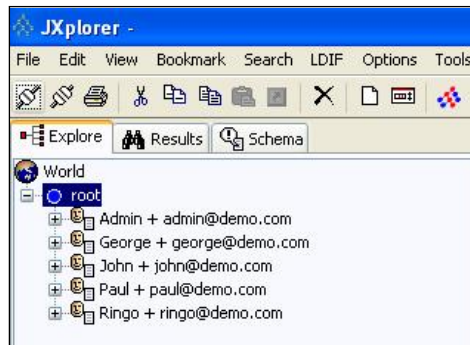 JXplorer -
File Edit View Bookmark Search LDIF Options Tools
Explore Results Schema
World
root
Admin + admin@demo.com
George + george@demo.com
John + john@demo.com
Paul + paul@demo.com
Ringo + ringo@demo.com